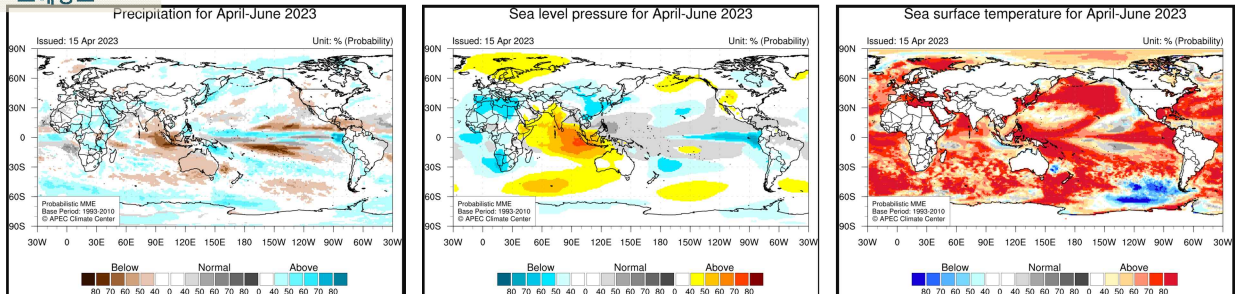 Precipitation for April-June 2023
Issued: 15 Apr 2023 Unit: % (Probability)
90N
60N
30N
0
30S
60S
90S
Probabilistic MME
Base Period: 1993-2010
© APEC Climate Center
30W 0 30E 60E 90E 120E 150E 180 150W 120W 90W 60W 30W
Below Normal Above
80 70 60 50 40 0 40 50 60 70 80 0 40 50 60 70 80
Sea level pressure for April-June 2023
Issued: 15 Apr 2023 Unit: % (Probability)
90N
60N
30N
0
30S
60S
90S
Probabilistic MME
Base Period: 1993-2010
© APEC Climate Center
30W 0 30E 60E 90E 120E 150E 180 150W 120W 90W 60W 30W
Below Normal Above
80 70 60 50 40 0 40 50 60 70 80 0 40 50 60 70 80
Sea surface temperature for April-June 2023
Issued: 15 Apr 2023 Unit: % (Probability)
90N
60N
30N
0
30S
60S
90S
Probabilistic MME
Base Period: 1993-2010
© APEC Climate Center
30W 0 30E 60E 90E 120E 150E 180 150W 120W 90W 60W 30W
Below Normal Above
80 70 60 50 40 0 40 50 60 70 80 0 40 50 60 70 80